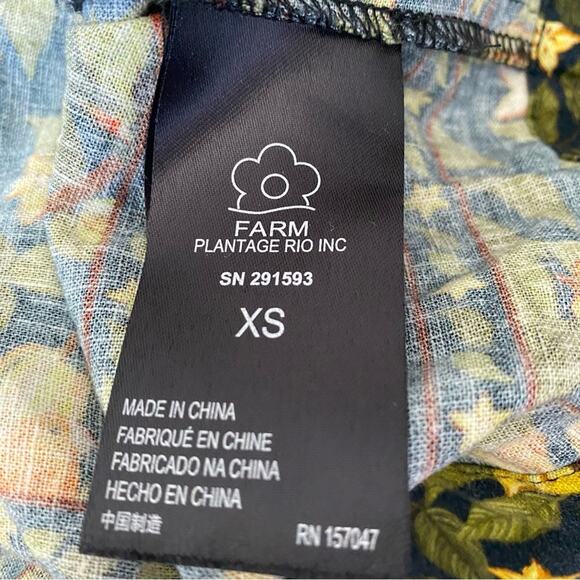 FARM
PLANTAGE RIO INC
SN 291593
XS
MADE IN CHINA
FABRIQUÉ EN CHINE
FABRICADO NA CHINA
HECHO EN CHINA
中国制造
RN 157047